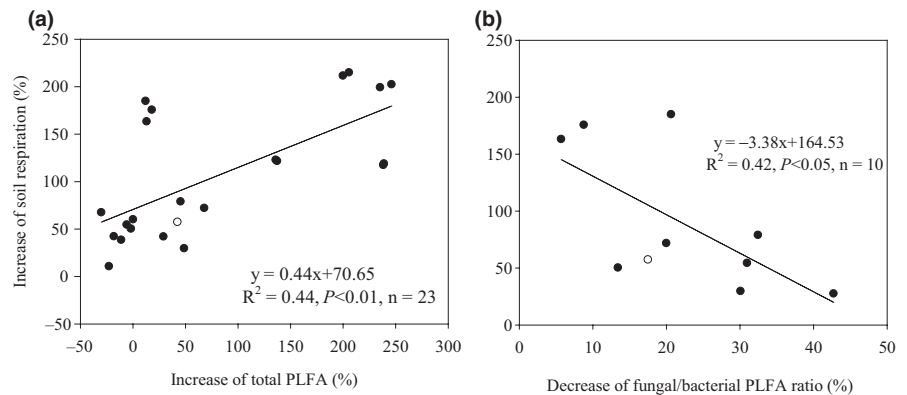 (a)
250
200
150
100
50
0
–50
Increase of soil respiration (%)
y = 0.44x+70.65
R² = 0.44, P<0.01, n = 23
–50 0 50 100 150 200 250 300
Increase of total PLFA (%)
(b)
250
200
150
100
50
0
y = –3.38x+164.53
R² = 0.42, P<0.05, n = 10
0 10 20 30 40 50
Decrease of fungal/bacterial PLFA ratio (%)